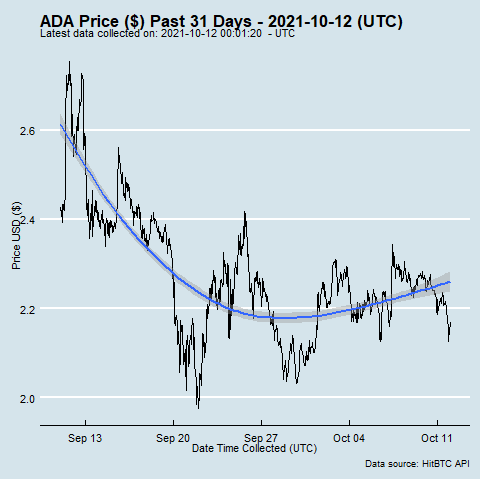 ADA Price ($) Past 31 Days - 2021-10-12 (UTC)
Latest data collected on: 2021-10-12 00:01:20 - UTC
Price USD ($)
2.6
2.4
2.2
2.0
Sep 13
Sep 20
Sep 27
Oct 04
Oct 11
Date Time Collected (UTC)
Data source: HitBTC API